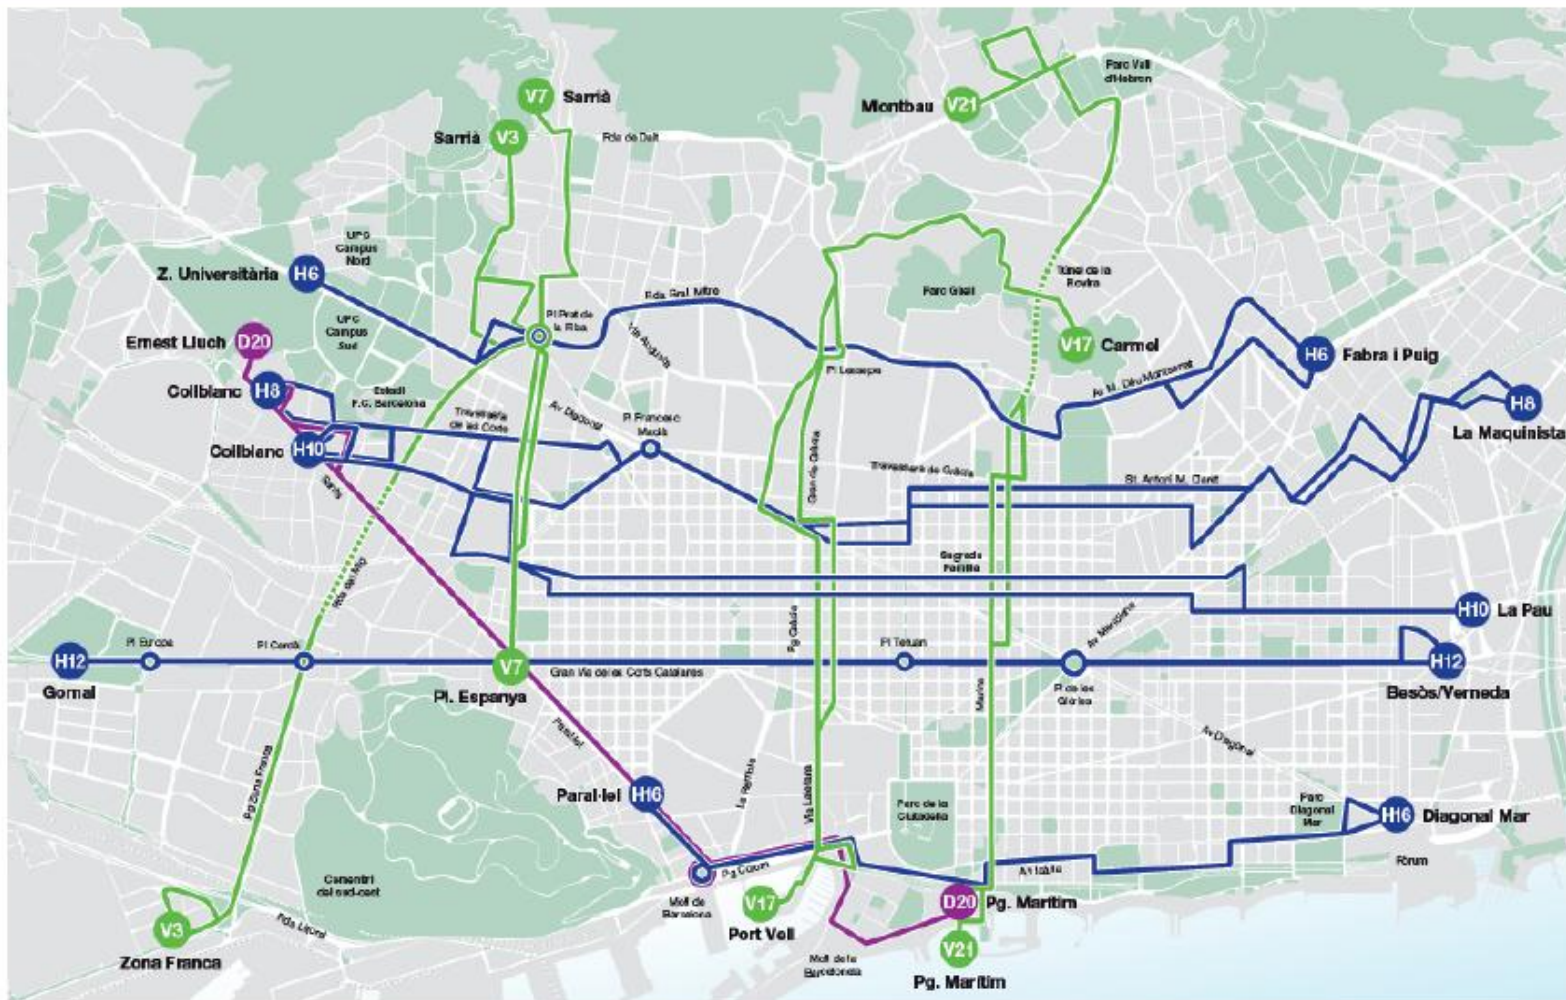 V7 Sarrià
Sarrià V3
Rda de Dalt
Montbau V21
Parc Vall
d'Hebron
UPC
Campus
Nord
Z. Universitària H6
UPC
Campus
Sud
Pl Prat de
la Riba
Rda Gral Mitre
Via Augusta
Parc Güell
Túnel de la
Rovira
V17 Carmel
H6 Fabra i Puig
Ernest Lluch D20
Collblanc H8
Estadi
F.C. Barcelona
Travessera
de les Corts
Av Diagonal
Pl Francesc
Macià
Pl Lesseps
Av M. Déu Montserrat
H8
La Maquinista
Collblanc H10
Sants
Gran de Gràcia
Travessera de Gràcia
St. Antoni M. Claret
Sagrada
Família
Rda del Mig
Av Meridiana
H10 La Pau
Pl Europa
Pl Cerdà
Pg Gràcia
Pl Tetuan
H12
Gornal
V7
Pl. Espanya
Gran Via de les Corts Catalanes
Marina
Pl de les
Glòries
H12
Besòs/Verneda
Paral·lel
Av Diagonal
Pg Zona Franca
Paral·lel H16
La Rambla
Via Laietana
Parc de la
Ciutadella
Parc
Diagonal
Mar
H16 Diagonal Mar
Fòrum
Pg Colom
Av Icària
Cementiri
del sud-oest
Moll de
Barcelona
V17
Port Vell
D20 Pg. Marítim
V3
Zona Franca
Rda Litoral
Moll de la
Barceloneta
V21
Pg. Marítim